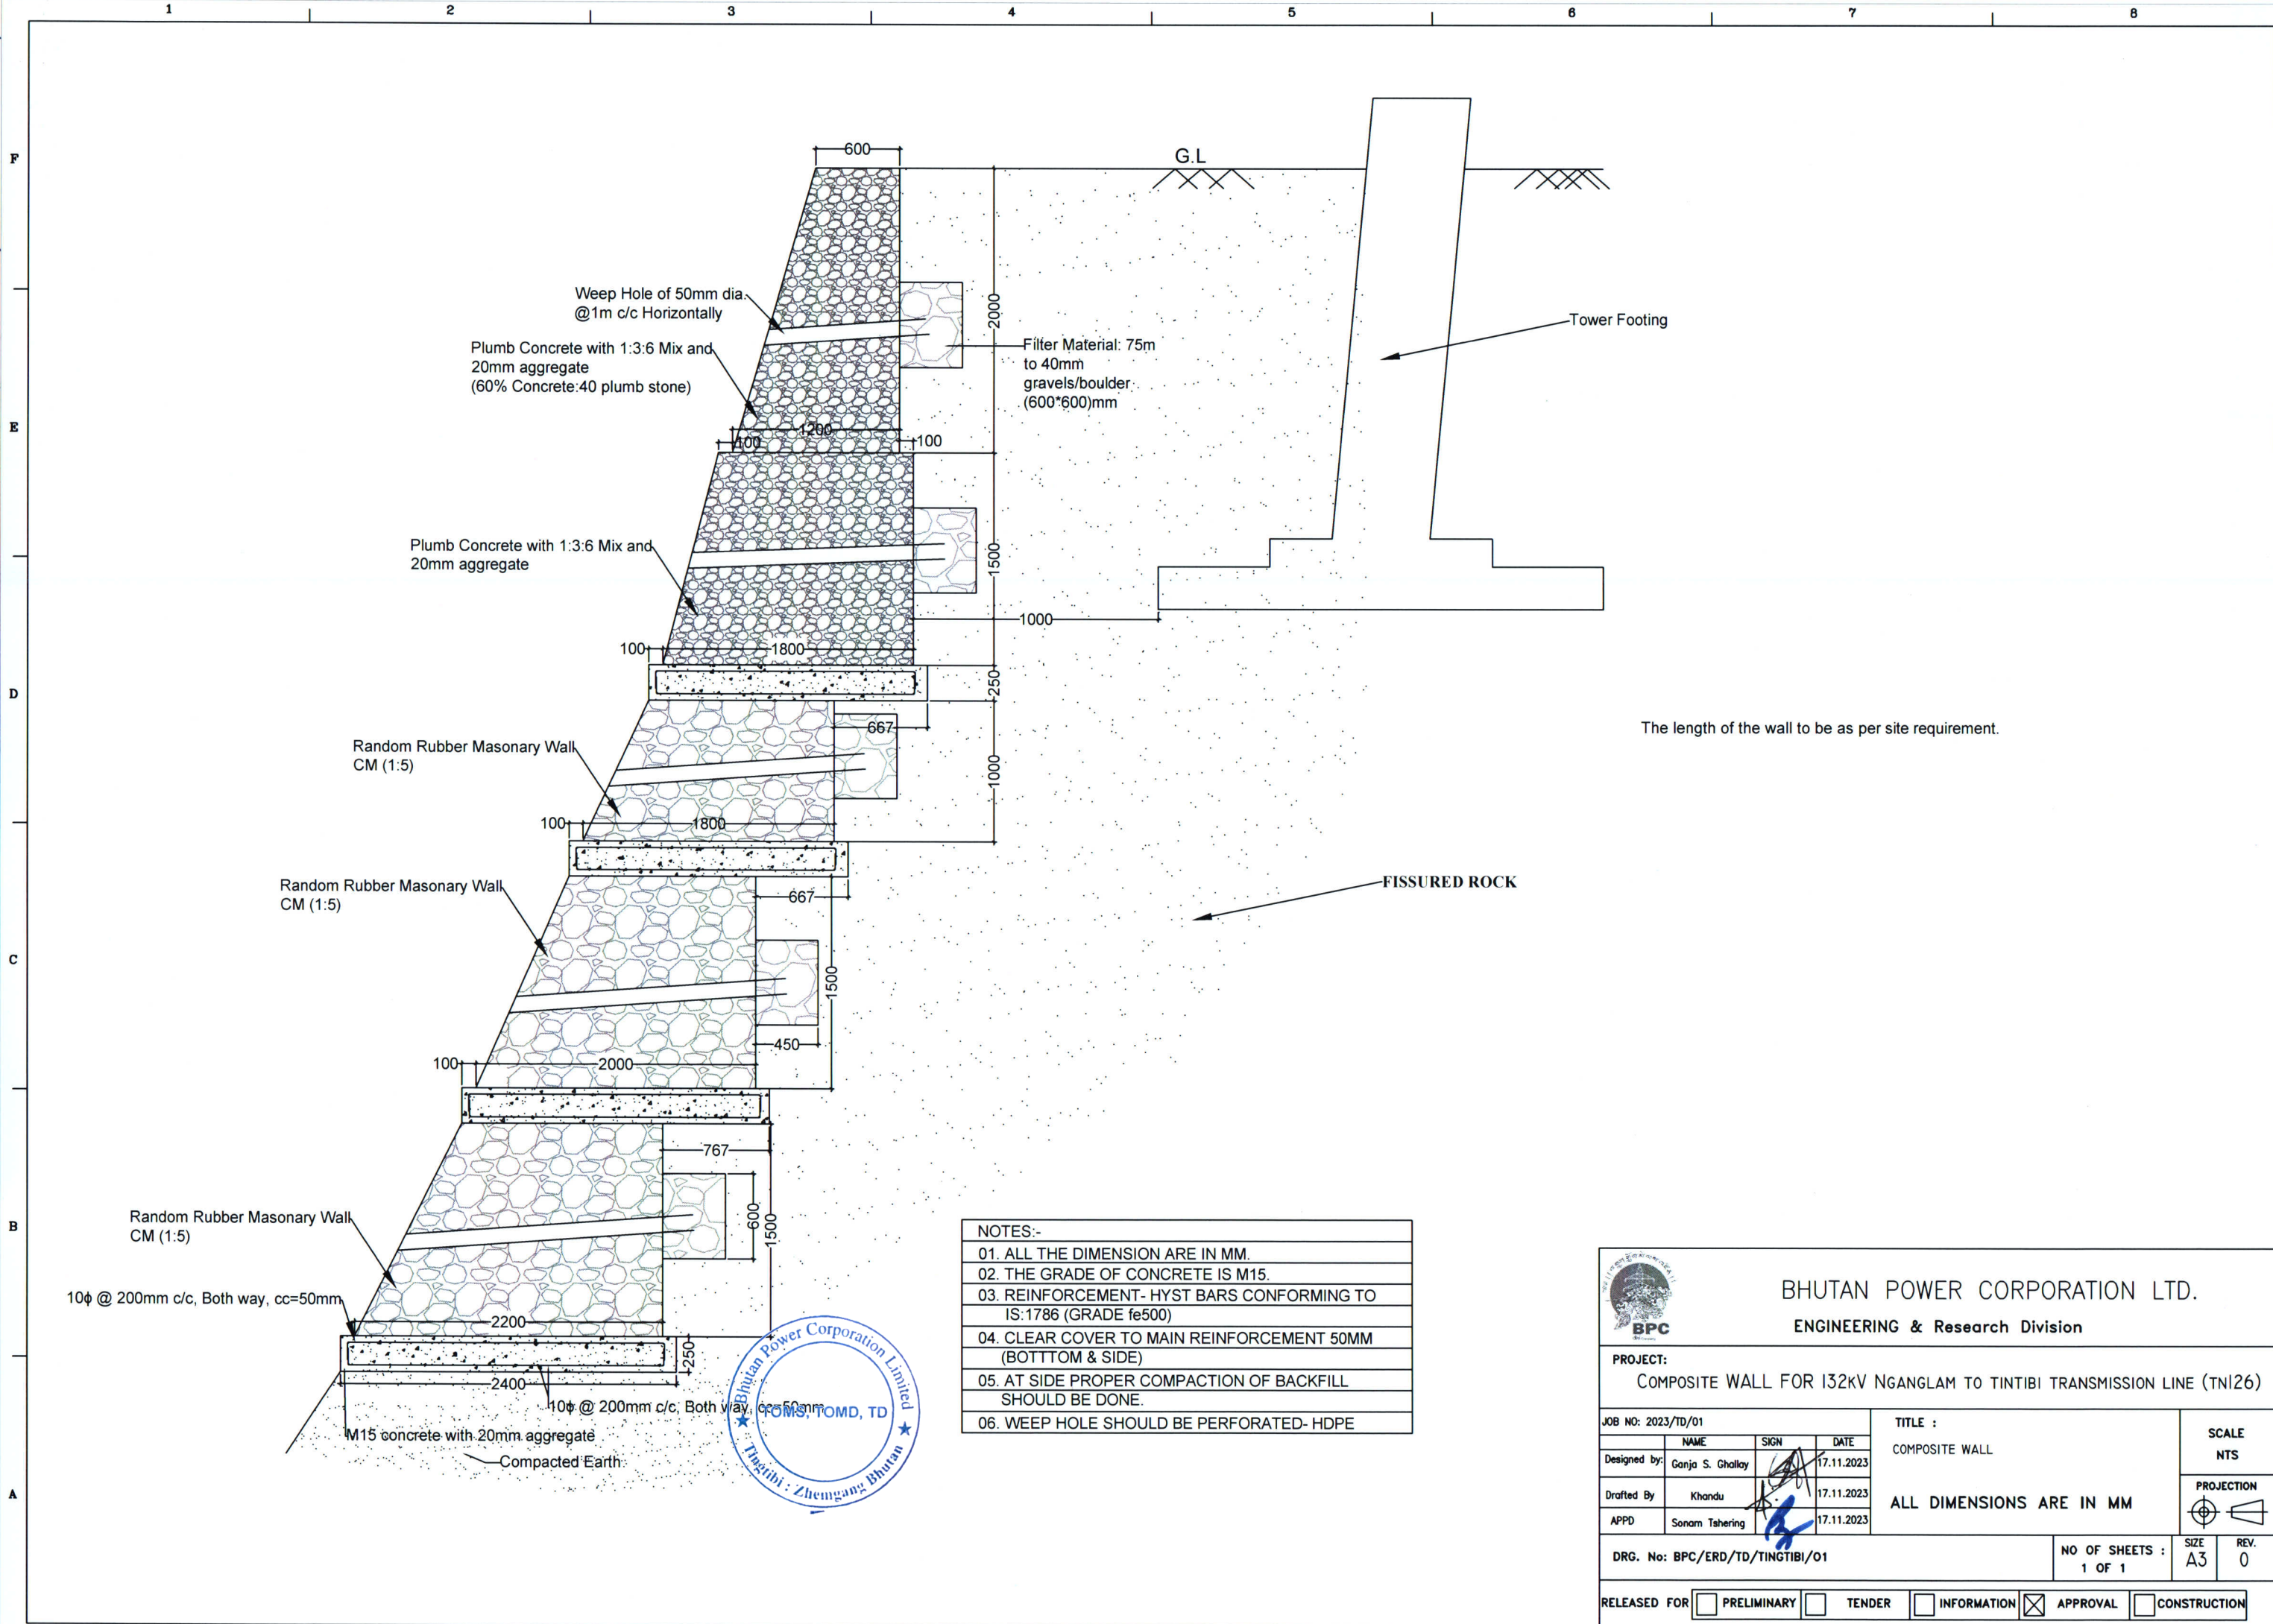 1 2 3 4 5 6 7 8
F
E
D
C
B
A
600
G.L
Weep Hole of 50mm dia.
@1m c/c Horizontally
2000
Tower Footing
Plumb Concrete with 1:3:6 Mix and
20mm aggregate
(60% Concrete:40 plumb stone)
Filter Material: 75m
to 40mm
gravels/boulder
(600*600)mm
1200
100
100
Plumb Concrete with 1:3:6 Mix and
20mm aggregate
1500
1000
100
1800
250
667
Random Rubber Masonary Wall
CM (1:5)
1000
The length of the wall to be as per site requirement.
100
1800
Random Rubber Masonary Wall
CM (1:5)
667
FISSURED ROCK
1500
450
100
2000
767
Random Rubber Masonary Wall
CM (1:5)
600
1500
10ϕ @ 200mm c/c, Both way, cc=50mm
2200
250
2400
10ϕ @ 200mm c/c, Both way, cc=50mm
M15 concrete with 20mm aggregate
Compacted Earth
Bhutan Power Corporation Limited
TOMS, TOMD, TD
Tingtibi : Zhemgang Bhutan
NOTES:-
01. ALL THE DIMENSION ARE IN MM.
02. THE GRADE OF CONCRETE IS M15.
03. REINFORCEMENT- HYST BARS CONFORMING TO
IS:1786 (GRADE fe500)
04. CLEAR COVER TO MAIN REINFORCEMENT 50MM
(BOTTTOM & SIDE)
05. AT SIDE PROPER COMPACTION OF BACKFILL
SHOULD BE DONE.
06. WEEP HOLE SHOULD BE PERFORATED- HDPE
BPC
BHUTAN POWER CORPORATION LTD.
ENGINEERING & Research Division
PROJECT:
COMPOSITE WALL FOR 132KV NGANGLAM TO TINTIBI TRANSMISSION LINE (TN126)
JOB NO: 2023/TD/01
NAME SIGN DATE
Designed by: Ganja S. Ghallay 17.11.2023
Drafted By Khandu 17.11.2023
APPD Sonam Tshering 17.11.2023
TITLE :
COMPOSITE WALL
ALL DIMENSIONS ARE IN MM
SCALE
NTS
PROJECTION
DRG. No: BPC/ERD/TD/TINGTIBI/01
NO OF SHEETS :
1 OF 1
SIZE
A3
REV.
0
RELEASED FOR PRELIMINARY TENDER INFORMATION APPROVAL CONSTRUCTION